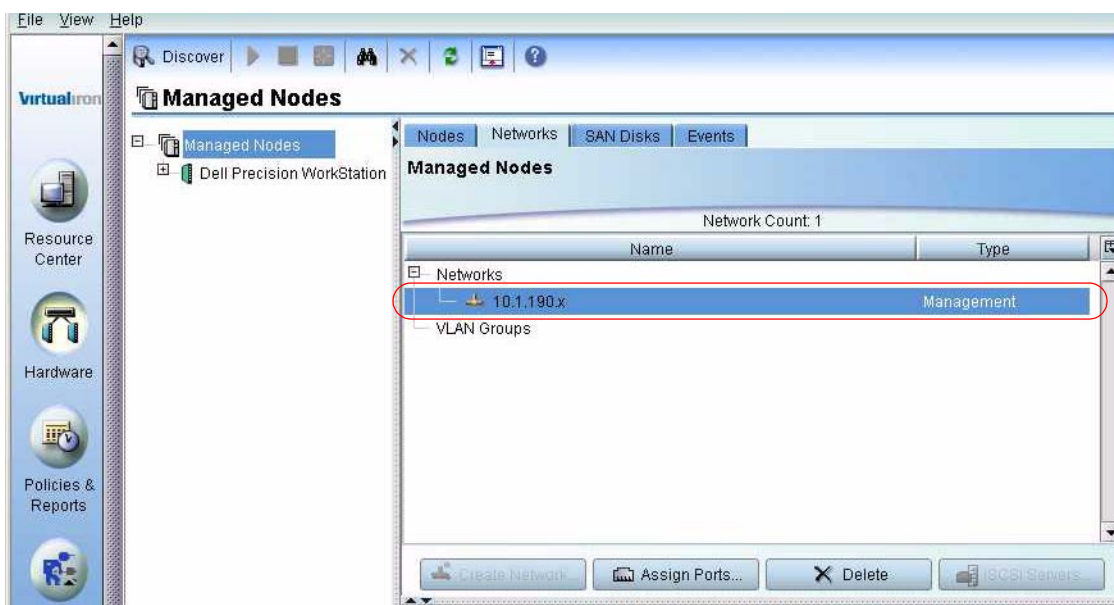 File View Help
Discover
Virtualiron
Managed Nodes
Managed Nodes
Dell Precision WorkStation
Nodes Networks SAN Disks Events
Managed Nodes
Network Count: 1
Name Type
Networks
10.1.190.x Management
VLAN Groups
Resource
Center
Hardware
Policies &
Reports
Create Network... Assign Ports... Delete iSCSI Servers...